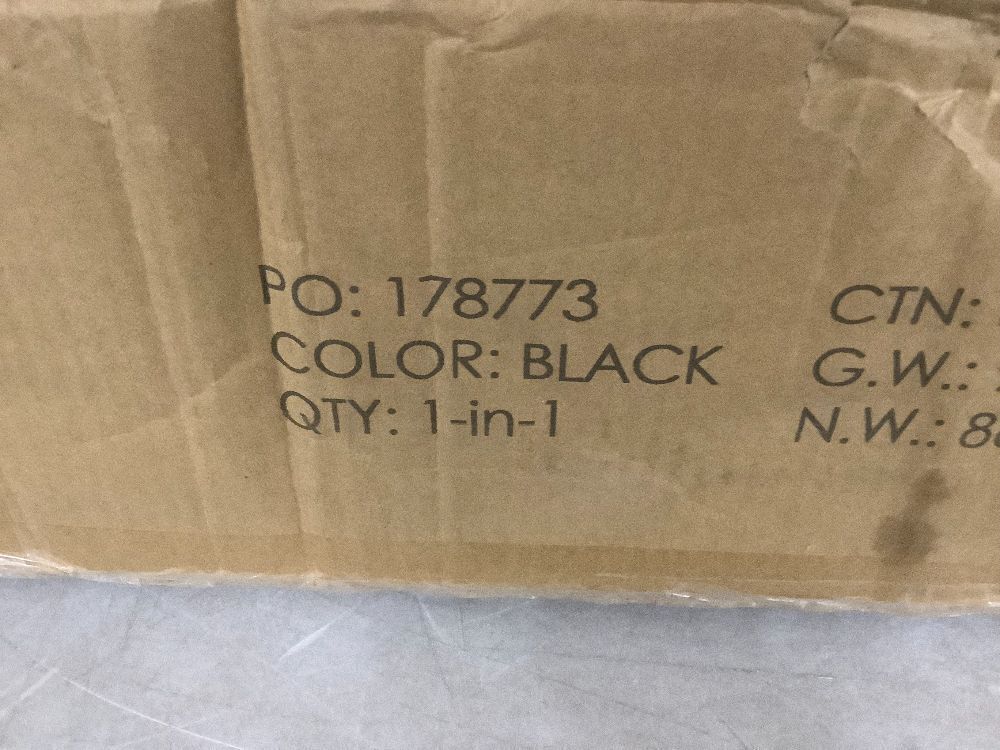 PO: 178773
COLOR: BLACK
QTY: 1-in-1
CTN:
G.W.:
N.W.: